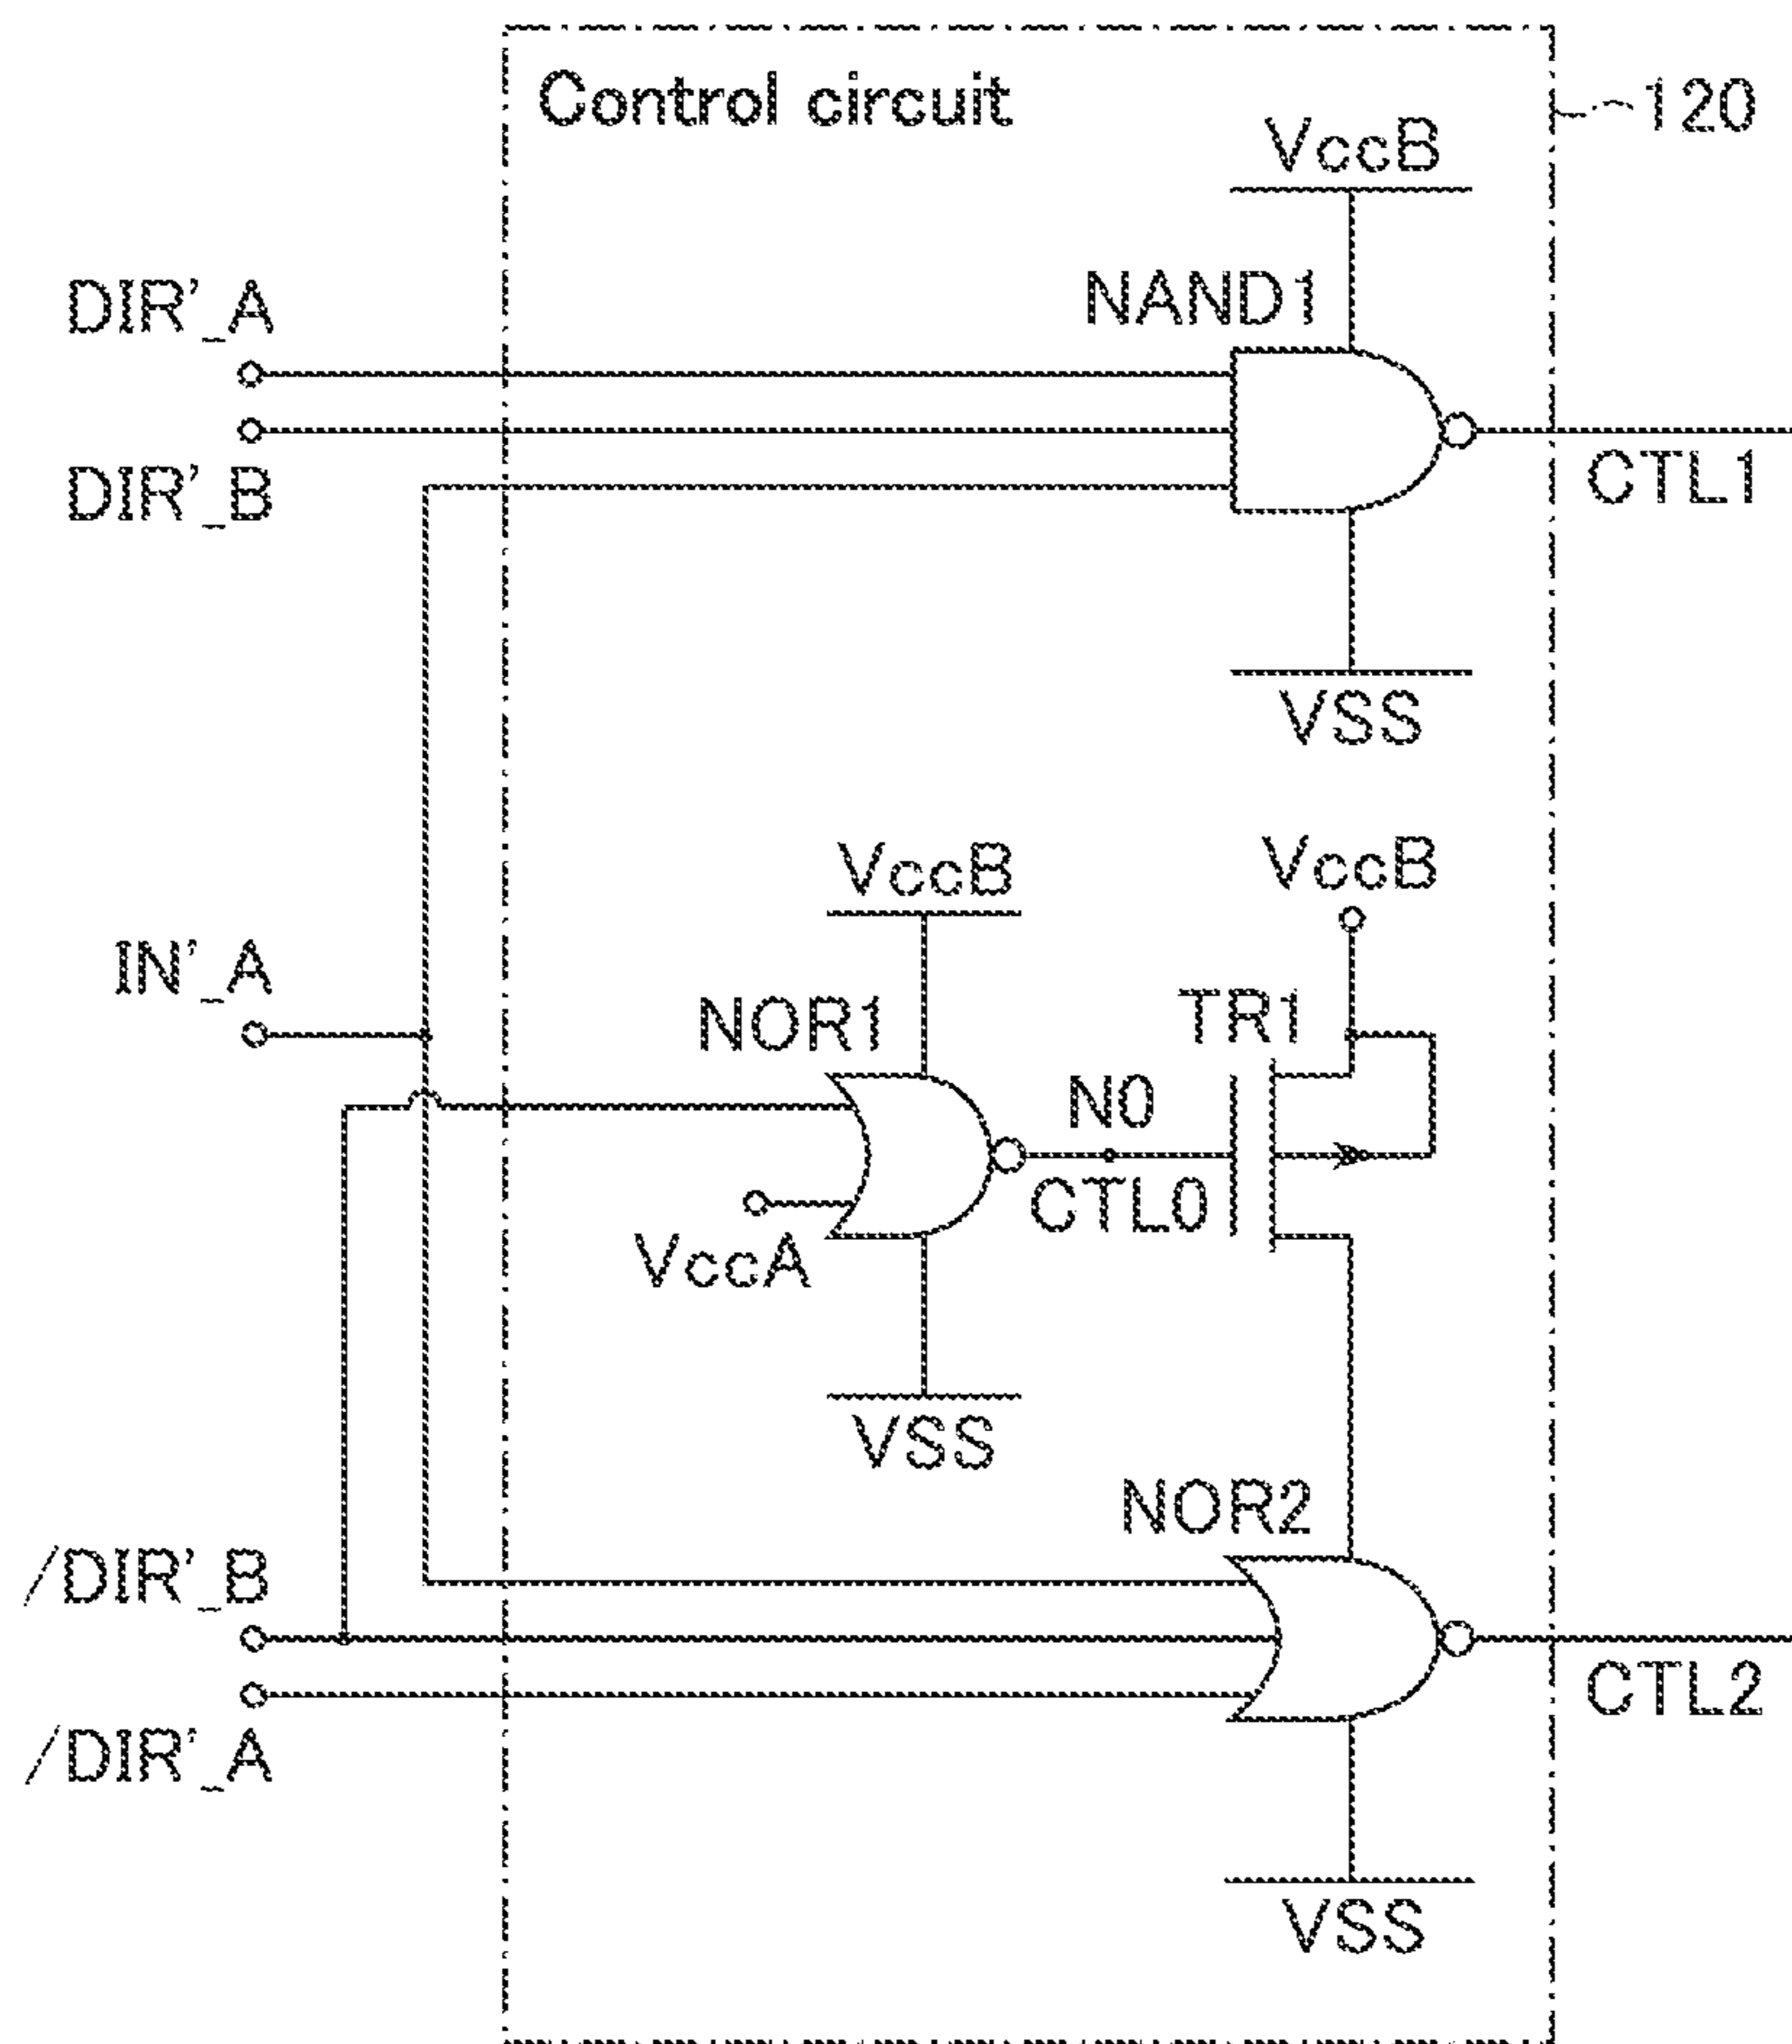 Control circuit
120
VccB
DIR'_A
NAND1
DIR'_B
CTL1
VSS
VccB
VccB
IN'_A
NOR1
TR1
N0
CTL0
VccA
VSS
NOR2
/DIR'_B
CTL2
/DIR'_A
VSS